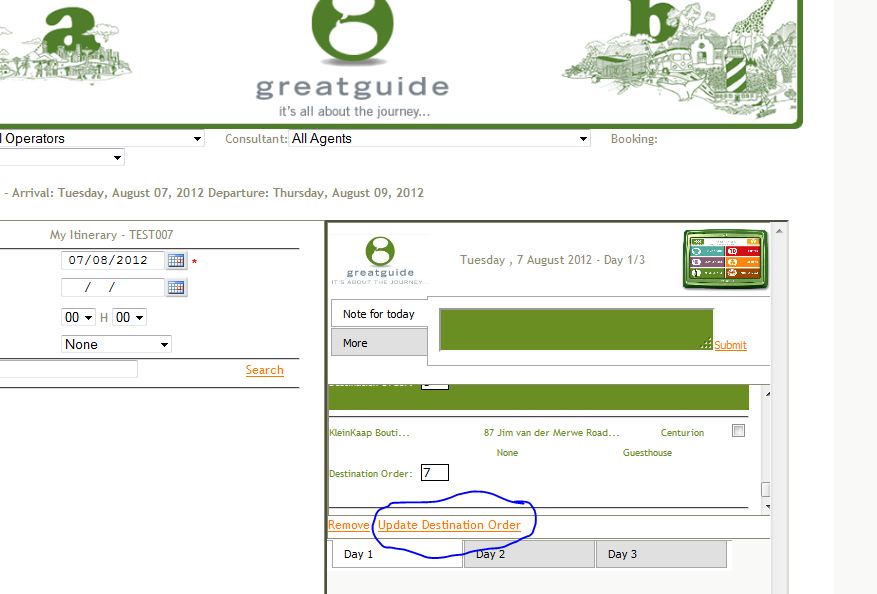 a
b
greatguide
it's all about the journey...
Operators
Consultant: All Agents
Booking:
- Arrival: Tuesday, August 07, 2012 Departure: Thursday, August 09, 2012
My Itinerary - TEST007
07/08/2012 *
/ /
00 H 00
None
Search
greatguide
IT'S ABOUT THE JOURNEY...
Tuesday , 7 August 2012 - Day 1/3
Note for today
More
Submit
Destination Order:
KleinKaap Bouti...
87 Jim van der Merwe Road...
Centurion
None
Guesthouse
Destination Order: 7
Remove Update Destination Order
Day 1
Day 2
Day 3